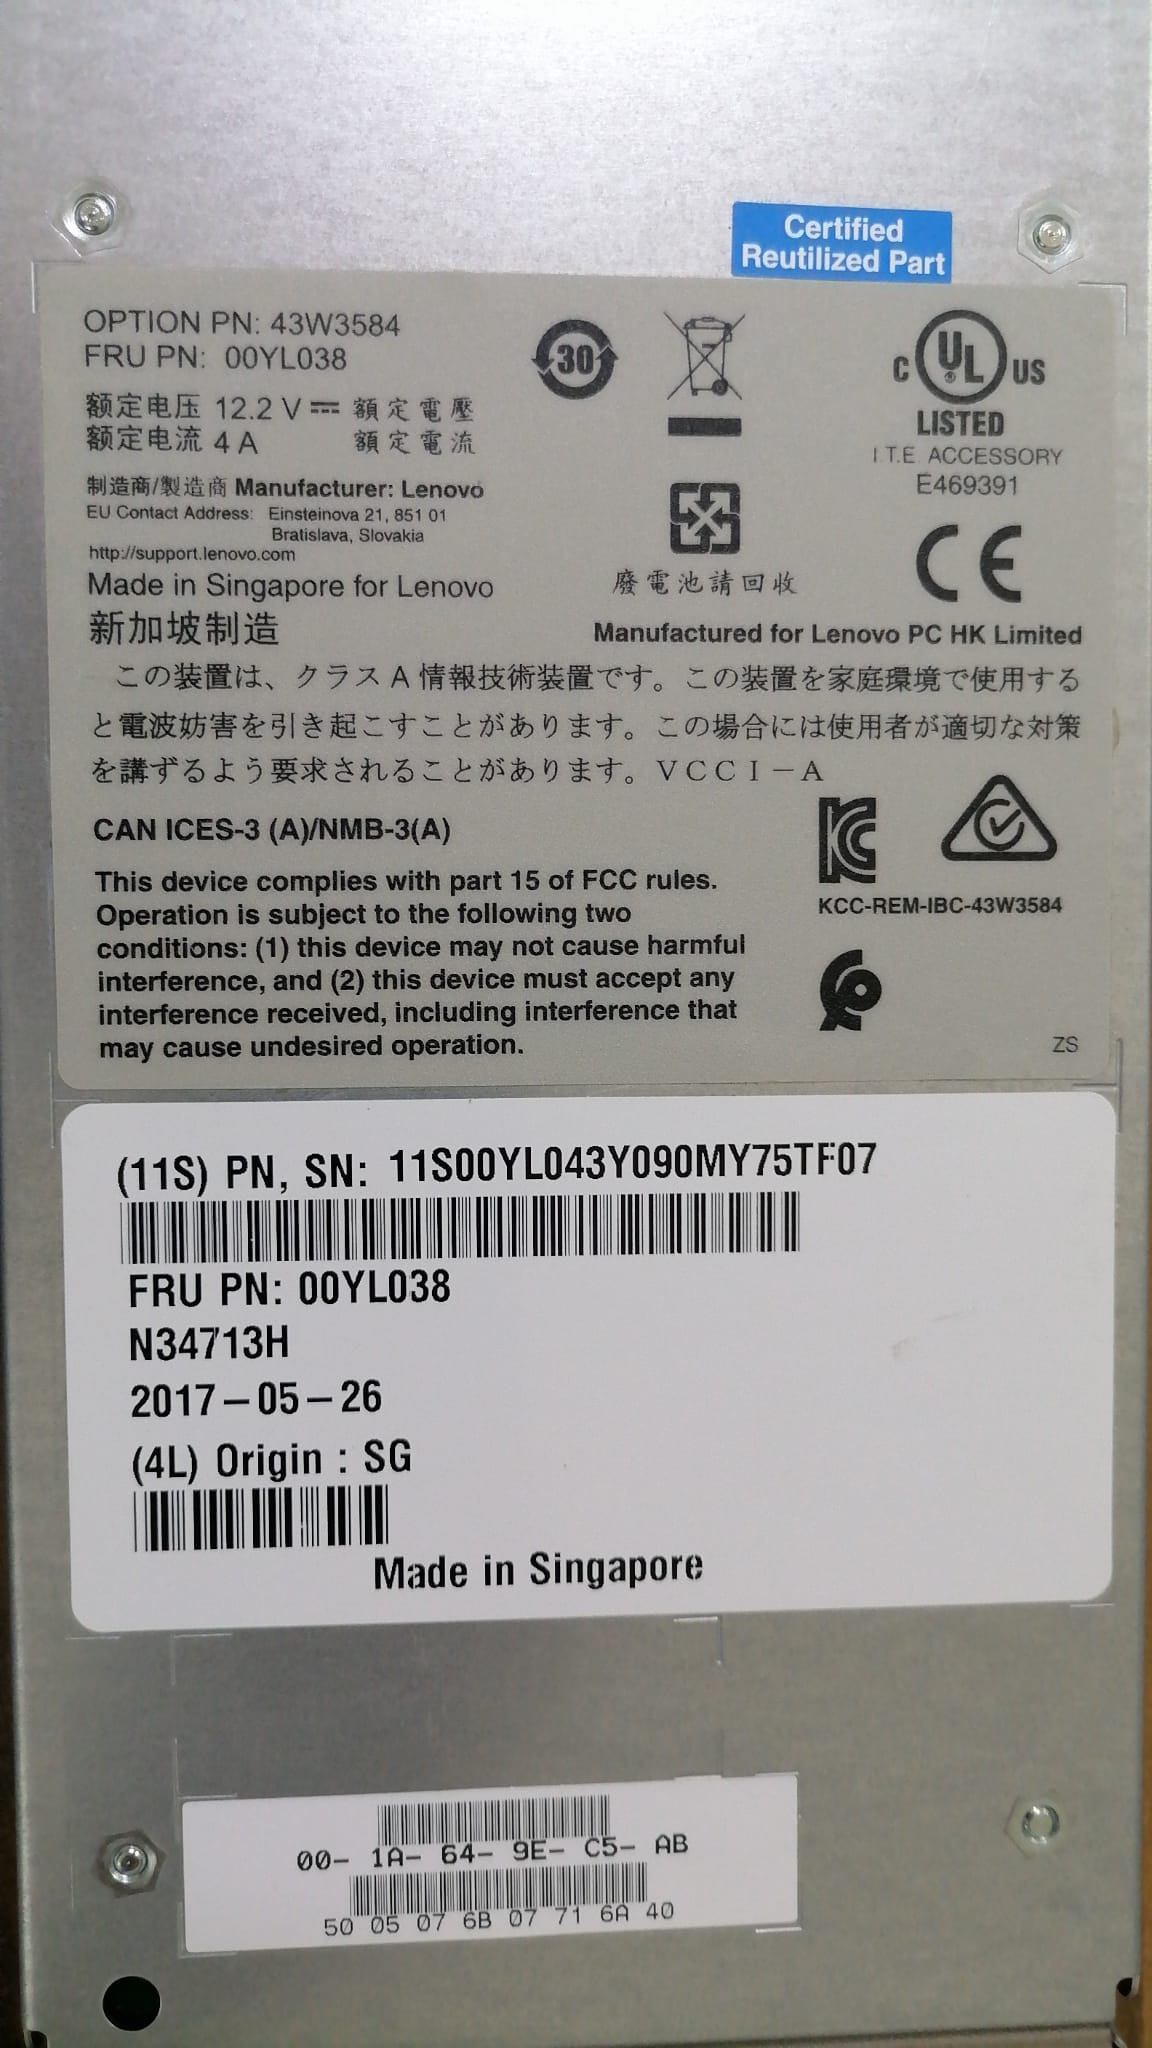 Certified
Reutilized Part
OPTION PN: 43W3584
FRU PN: 00YL038
额定电压 12.2 V ⎓ 額定電壓
额定电流 4 A 額定電流
制造商/製造商 Manufacturer: Lenovo
EU Contact Address: Einsteinova 21, 851 01
Bratislava, Slovakia
http://support.lenovo.com
Made in Singapore for Lenovo
新加坡制造
30
C UL US
LISTED
I.T.E. ACCESSORY
E469391
CE
廢電池請回收
Manufactured for Lenovo PC HK Limited
この装置は、クラス A 情報技術装置です。この装置を家庭環境で使用する
と電波妨害を引き起こすことがあります。この場合には使用者が適切な対策
を講ずるよう要求されることがあります。VCCI－A
CAN ICES-3 (A)/NMB-3(A)
This device complies with part 15 of FCC rules.
Operation is subject to the following two
conditions: (1) this device may not cause harmful
interference, and (2) this device must accept any
interference received, including interference that
may cause undesired operation.
KC
KCC-REM-IBC-43W3584
ZS
(11S) PN, SN: 11S00YL043Y090MY75TF07
FRU PN: 00YL038
N34713H
2017-05-26
(4L) Origin : SG
Made in Singapore
00- 1A- 64- 9E- C5- AB
50 05 07 6B 07 71 6A 40